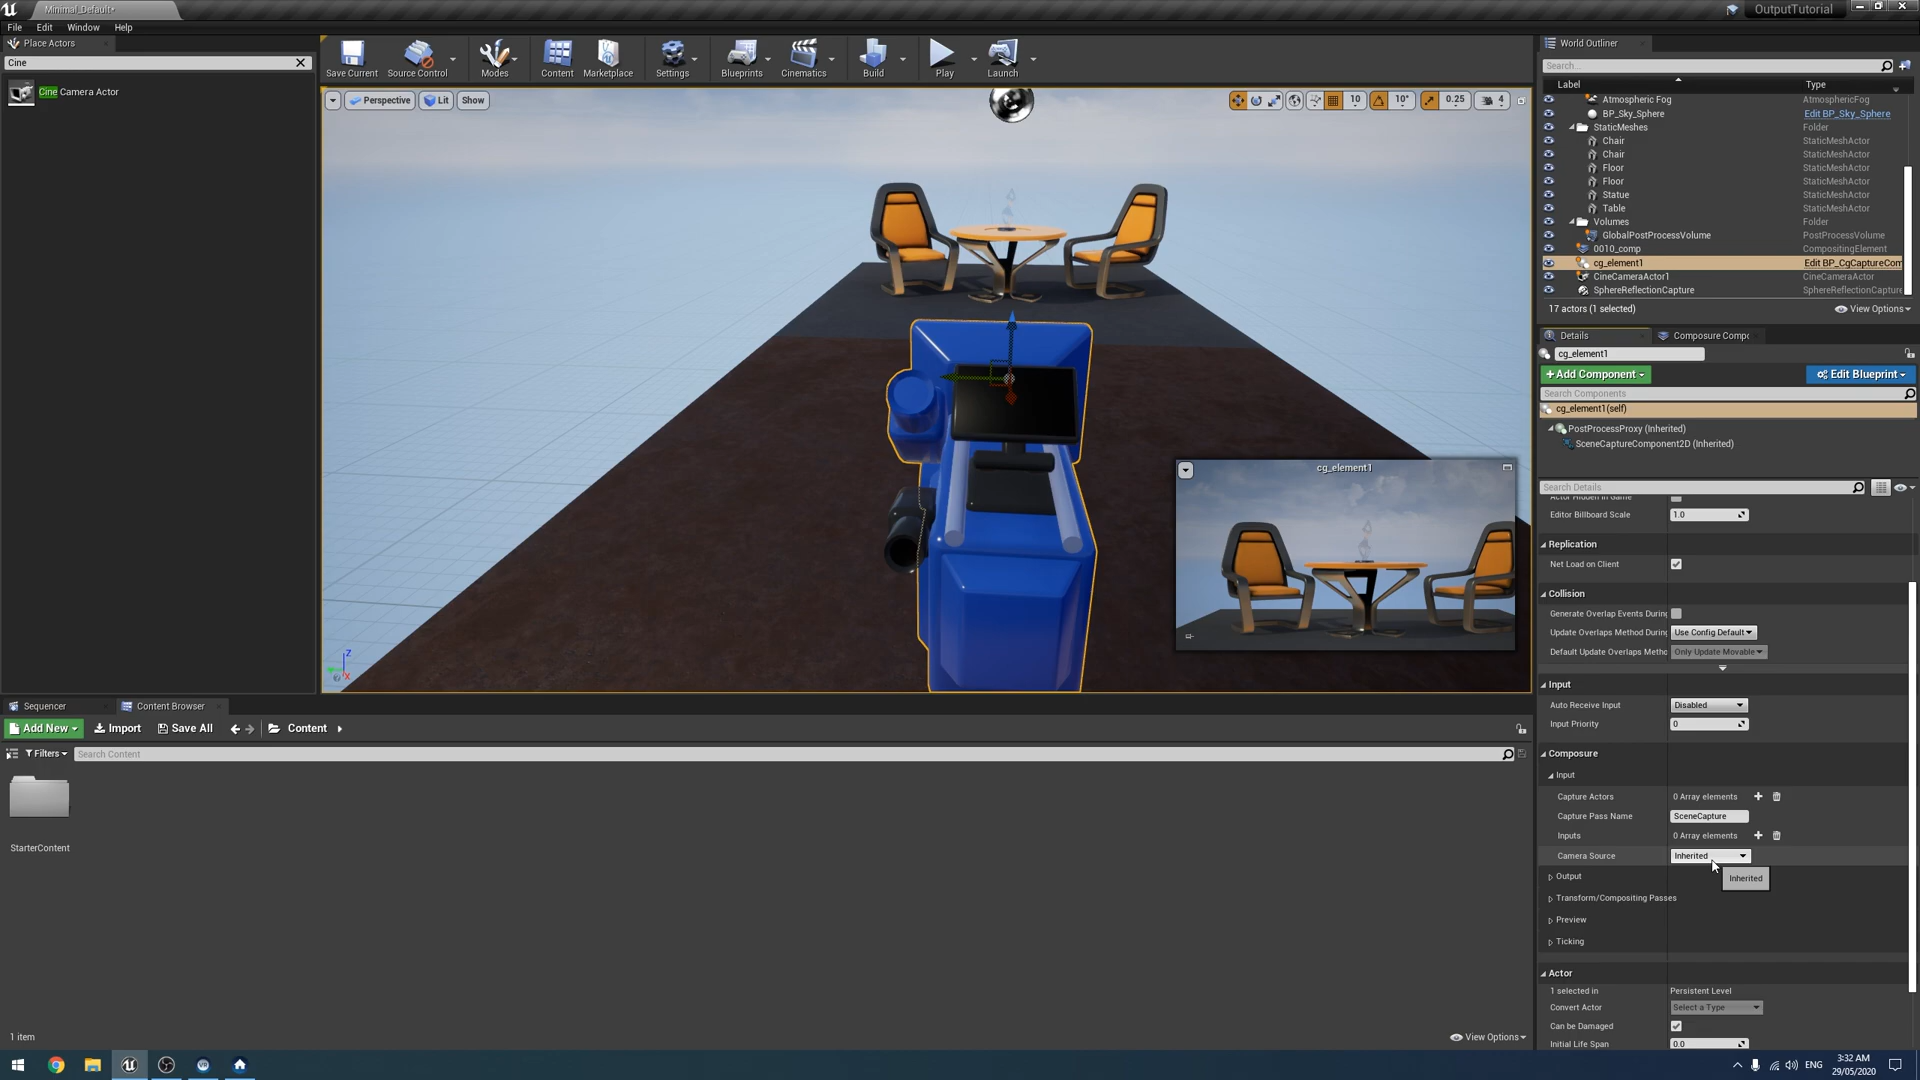 Minimal_Default*
OutputTutorial
File Edit Window Help
Place Actors
Cine
Cine Camera Actor
Save Current
Source Control
Modes
Content
Marketplace
Settings
Blueprints
Cinematics
Build
Play
Launch
Perspective
Lit
Show
10
10°
0.25
4
cg_element1
Z
X
World Outliner
Search...
Label Type
Atmospheric Fog AtmosphericFog
BP_Sky_Sphere Edit BP_Sky_Sphere
StaticMeshes Folder
Chair StaticMeshActor
Chair StaticMeshActor
Floor StaticMeshActor
Floor StaticMeshActor
Statue StaticMeshActor
Table StaticMeshActor
Volumes Folder
GlobalPostProcessVolume PostProcessVolume
0010_comp CompositingElement
cg_element1 Edit BP_CgCaptureCom
CineCameraActor1 CineCameraActor
SphereReflectionCapture SphereReflectionCapture
17 actors (1 selected)
View Options
Details
Composure Compo
cg_element1
+ Add Component
Edit Blueprint
Search Components
cg_element1(self)
PostProcessProxy (Inherited)
SceneCaptureComponent2D (Inherited)
Search Details
Actor Hidden In Game
Editor Billboard Scale 1.0
Replication
Net Load on Client
Collision
Generate Overlap Events During
Update Overlaps Method During Use Config Default
Default Update Overlaps Metho Only Update Movable
Input
Auto Receive Input Disabled
Input Priority 0
Composure
Input
Capture Actors 0 Array elements
Capture Pass Name SceneCapture
Inputs 0 Array elements
Camera Source Inherited
Inherited
Output
Transform/Compositing Passes
Preview
Ticking
Actor
1 selected in Persistent Level
Convert Actor Select a Type
Can be Damaged
Initial Life Span 0.0
Sequencer
Content Browser
Add New
Import
Save All
Content
Filters
Search Content
StarterContent
1 item
View Options
ENG
3:32 AM
29/05/2020